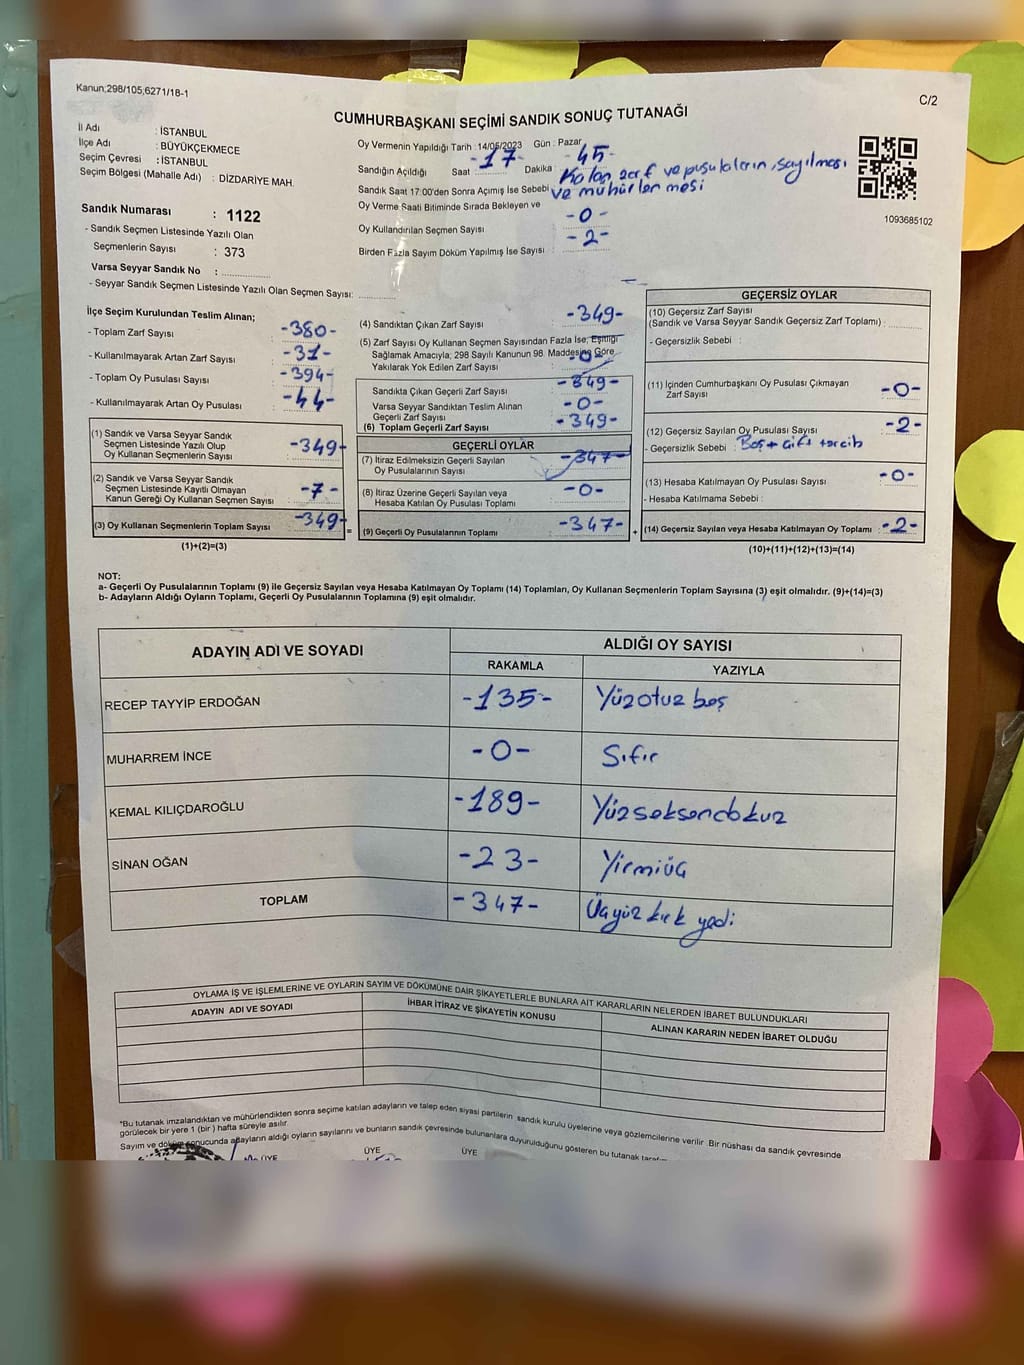 Kanun;298/105,6271/18-1
C/2
CUMHURBAŞKANI SEÇİMİ SANDIK SONUÇ TUTANAĞI
İl Adı : İSTANBUL
İlçe Adı : BÜYÜKÇEKMECE
Seçim Çevresi : İSTANBUL
Seçim Bölgesi (Mahalle Adı) : DİZDARİYE MAH.
Sandık Numarası : 1122
- Sandık Seçmen Listesinde Yazılı Olan
Seçmenlerin Sayısı : 373
Varsa Seyyar Sandık No :
- Seyyar Sandık Seçmen Listesinde Yazılı Olan Seçmen Sayısı:
Oy Vermenin Yapıldığı Tarih : 14/05/2023 Gün : Pazar
Sandığın Açıldığı Saat -17- Dakika -45-
Sandık Saat 17:00'den Sonra Açımış İse Sebebi : Kalan zarf ve pusulaların sayılması
ve mühürlenmesi
Oy Verme Saati Bitiminde Sırada Bekleyen ve
Oy Kullandırılan Seçmen Sayısı -0-
Birden Fazla Sayım Döküm Yapılmış İse Sayısı : -2-
1093685102
İlçe Seçim Kurulundan Teslim Alınan;
- Toplam Zarf Sayısı -380-
- Kullanılmayarak Artan Zarf Sayısı -31-
- Toplam Oy Pusulası Sayısı -394-
- Kullanılmayarak Artan Oy Pusulası -44-
(1) Sandık ve Varsa Seyyar Sandık
Seçmen Listesinde Yazılı Olup
Oy Kullanan Seçmenlerin Sayısı -349-
(2) Sandık ve Varsa Seyyar Sandık
Seçmen Listesinde Kayıtlı Olmayan
Kanun Gereği Oy Kullanan Seçmen Sayısı -7-
(3) Oy Kullanan Seçmenlerin Toplam Sayısı -349-
(1)+(2)=(3)
(4) Sandıktan Çıkan Zarf Sayısı -349-
(5) Zarf Sayısı Oy Kullanan Seçmen Sayısından Fazla İse, Eşitliği
Sağlamak Amacıyla; 298 Sayılı Kanunun 98. Maddesine Göre
Yakılarak Yok Edilen Zarf Sayısı -0-
Sandıkta Çıkan Geçerli Zarf Sayısı -349-
Varsa Seyyar Sandıktan Teslim Alınan
Geçerli Zarf Sayısı -0-
(6) Toplam Geçerli Zarf Sayısı -349-
GEÇERLİ OYLAR
(7) İtiraz Edilmeksizin Geçerli Sayılan
Oy Pusulalarının Sayısı -347-
(8) İtiraz Üzerine Geçerli Sayılan veya
Hesaba Katılan Oy Pusulası Toplamı -0-
= (9) Geçerli Oy Pusulalarının Toplamı -347- +
GEÇERSİZ OYLAR
(10) Geçersiz Zarf Sayısı
(Sandık ve Varsa Seyyar Sandık Geçersiz Zarf Toplamı) :
- Geçersizlik Sebebi :
(11) İçinden Cumhurbaşkanı Oy Pusulası Çıkmayan
Zarf Sayısı -0-
(12) Geçersiz Sayılan Oy Pusulası Sayısı -2-
- Geçersizlik Sebebi : Boş + çift tercih
(13) Hesaba Katılmayan Oy Pusulası Sayısı -0-
- Hesaba Katılmama Sebebi :
(14) Geçersiz Sayılan veya Hesaba Katılmayan Oy Toplamı : -2-
(10)+(11)+(12)+(13)=(14)
NOT:
a- Geçerli Oy Pusulalarının Toplamı (9) ile Geçersiz Sayılan veya Hesaba Katılmayan Oy Toplamı (14) Toplamları, Oy Kullanan Seçmenlerin Toplam Sayısına (3) eşit olmalıdır. (9)+(14)=(3)
b- Adayların Aldığı Oyların Toplamı, Geçerli Oy Pusulalarının Toplamına (9) eşit olmalıdır.
ADAYIN ADI VE SOYADI ALDIĞI OY SAYISI
RAKAMLA YAZIYLA
RECEP TAYYİP ERDOĞAN -135- Yüzotuz beş
MUHARREM İNCE -0- Sıfır
KEMAL KILIÇDAROĞLU -189- Yüzseksendokuz
SİNAN OĞAN -23- Yirmiüç
TOPLAM -347- Üçyüz kırk yedi
OYLAMA İŞ VE İŞLEMLERİNE VE OYLARIN SAYIM VE DÖKÜMÜNE DAİR ŞİKAYETLERLE BUNLARA AİT KARARLARIN NELERDEN İBARET BULUNDUKLARI
ADAYIN ADI VE SOYADI İHBAR İTİRAZ VE ŞİKAYETİN KONUSU ALINAN KARARIN NEDEN İBARET OLDUĞU
*Bu tutanak imzalandıktan ve mühürlendikten sonra seçime katılan adayların ve talep eden siyasi partilerin sandık kurulu üyelerine veya gözlemcilerine verilir. Bir nüshası da sandık çevresinde
görülecek bir yere 1 (bir) hafta süreyle asılır.
Sayım ve döküm sonucunda adayların aldığı oyların sayılarını ve bunların sandık çevresinde bulunanlara duyurulduğunu gösteren bu tutanak
ÜYE ÜYE ÜYE